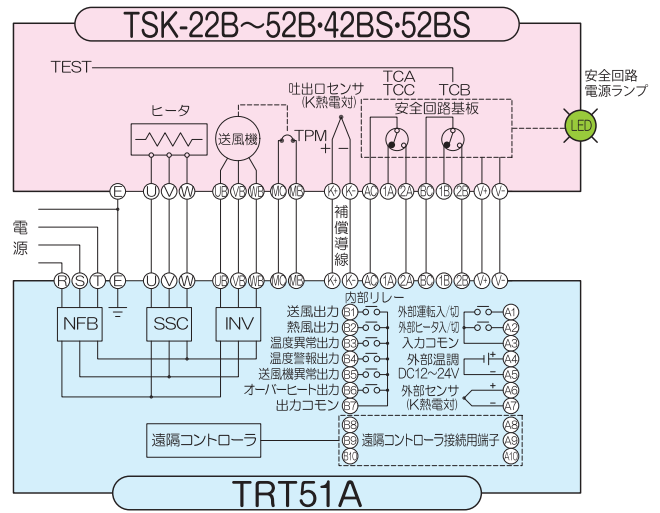 TSK-22B～52B・42BS・52BS
TEST
TCA
TCC
TCB
安全回路
電源ランプ
吐出口センサ
(K熱電対)
安全回路基板
ヒータ
送風機
TPM
+
−
LED
E U V W UB VB WB MC MB K+ K- AC 1A 2A BC 1B 2B V+ V-
電源
補償導線
R S T E U V W UB VB WB MC MB K+ K- AC 1A 2A BC 1B 2B V+ V-
NFB
SSC
INV
内部リレー
送風出力 B1
熱風出力 B2
温度異常出力 B3
温度警報出力 B4
送風機異常出力 B5
オーバーヒート出力 B6
出力コモン B7
外部運転入/切 A1
外部ヒータ入/切 A2
入力コモン A3
外部温調 + A4
DC12～24V − A5
外部センサ + A6
(K熱電対) − A7
遠隔コントローラ
B8
B9
B10
遠隔コントローラ接続用端子
A8
A9
A10
TRT51A